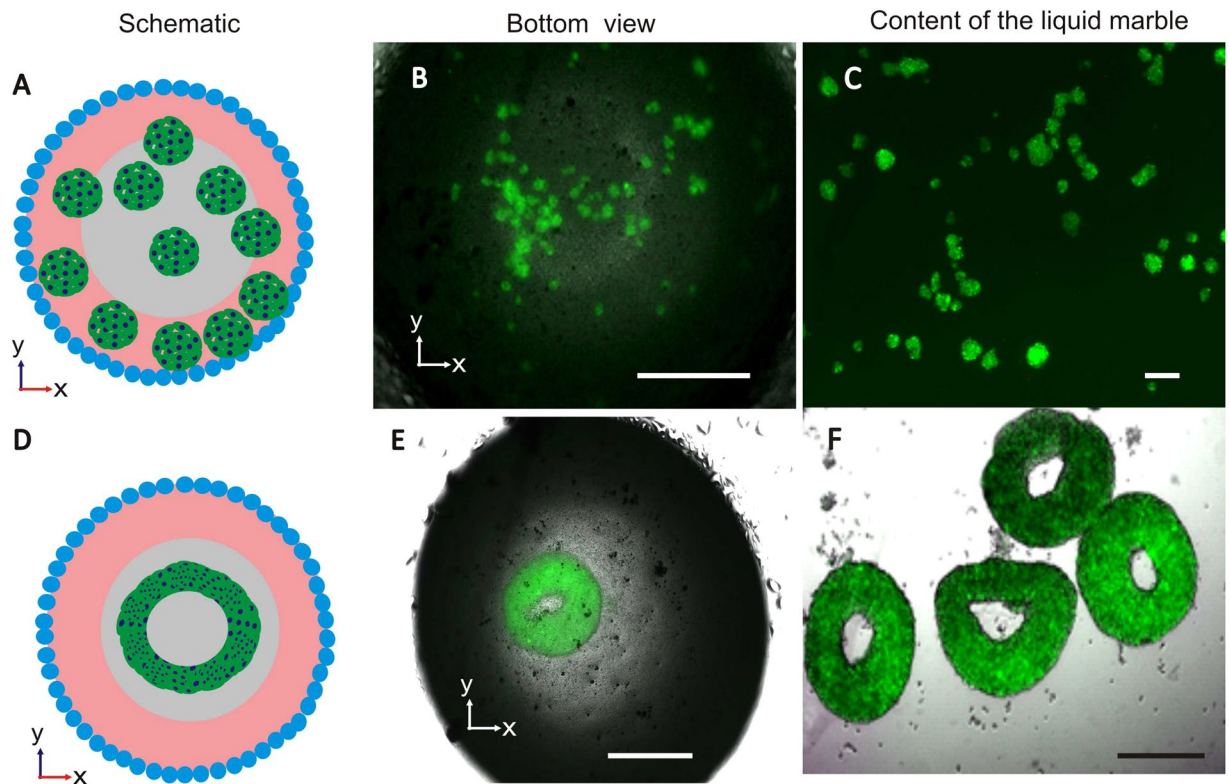 Schematic
Bottom view
Content of the liquid marble
A
B
C
y
x
y
x
D
E
F
y
x
y
x